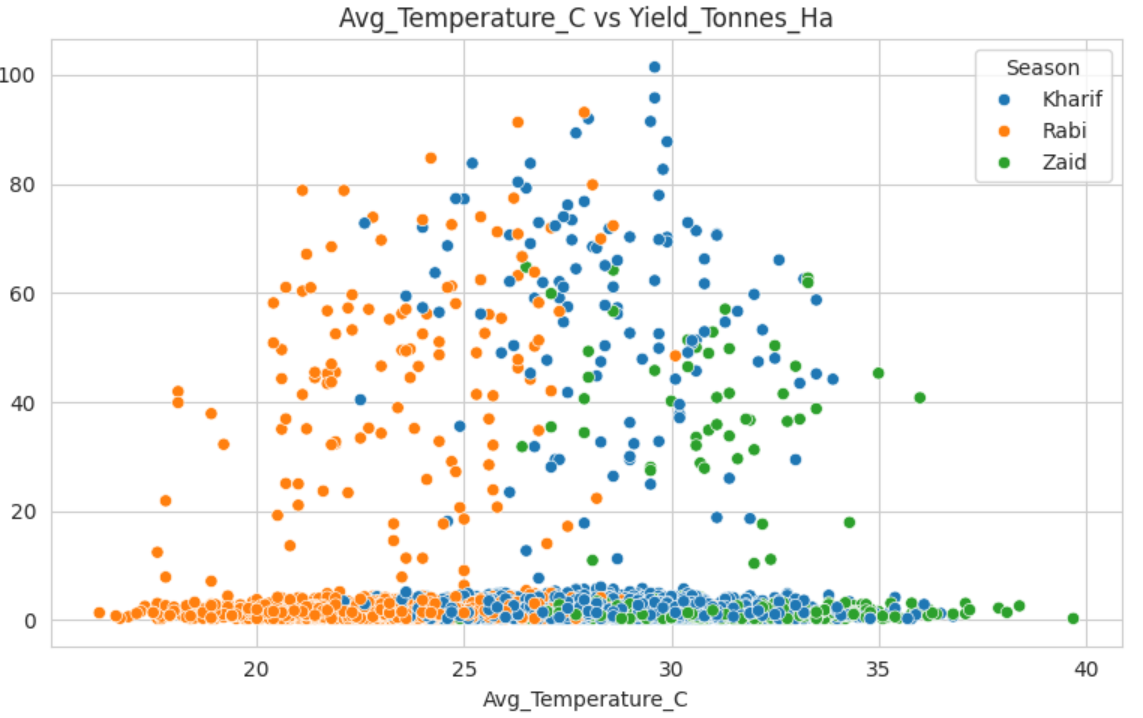 Avg_Temperature_C vs Yield_Tonnes_Ha
Season
Kharif
Rabi
Zaid
100
80
60
40
20
0
20 25 30 35 40
Avg_Temperature_C